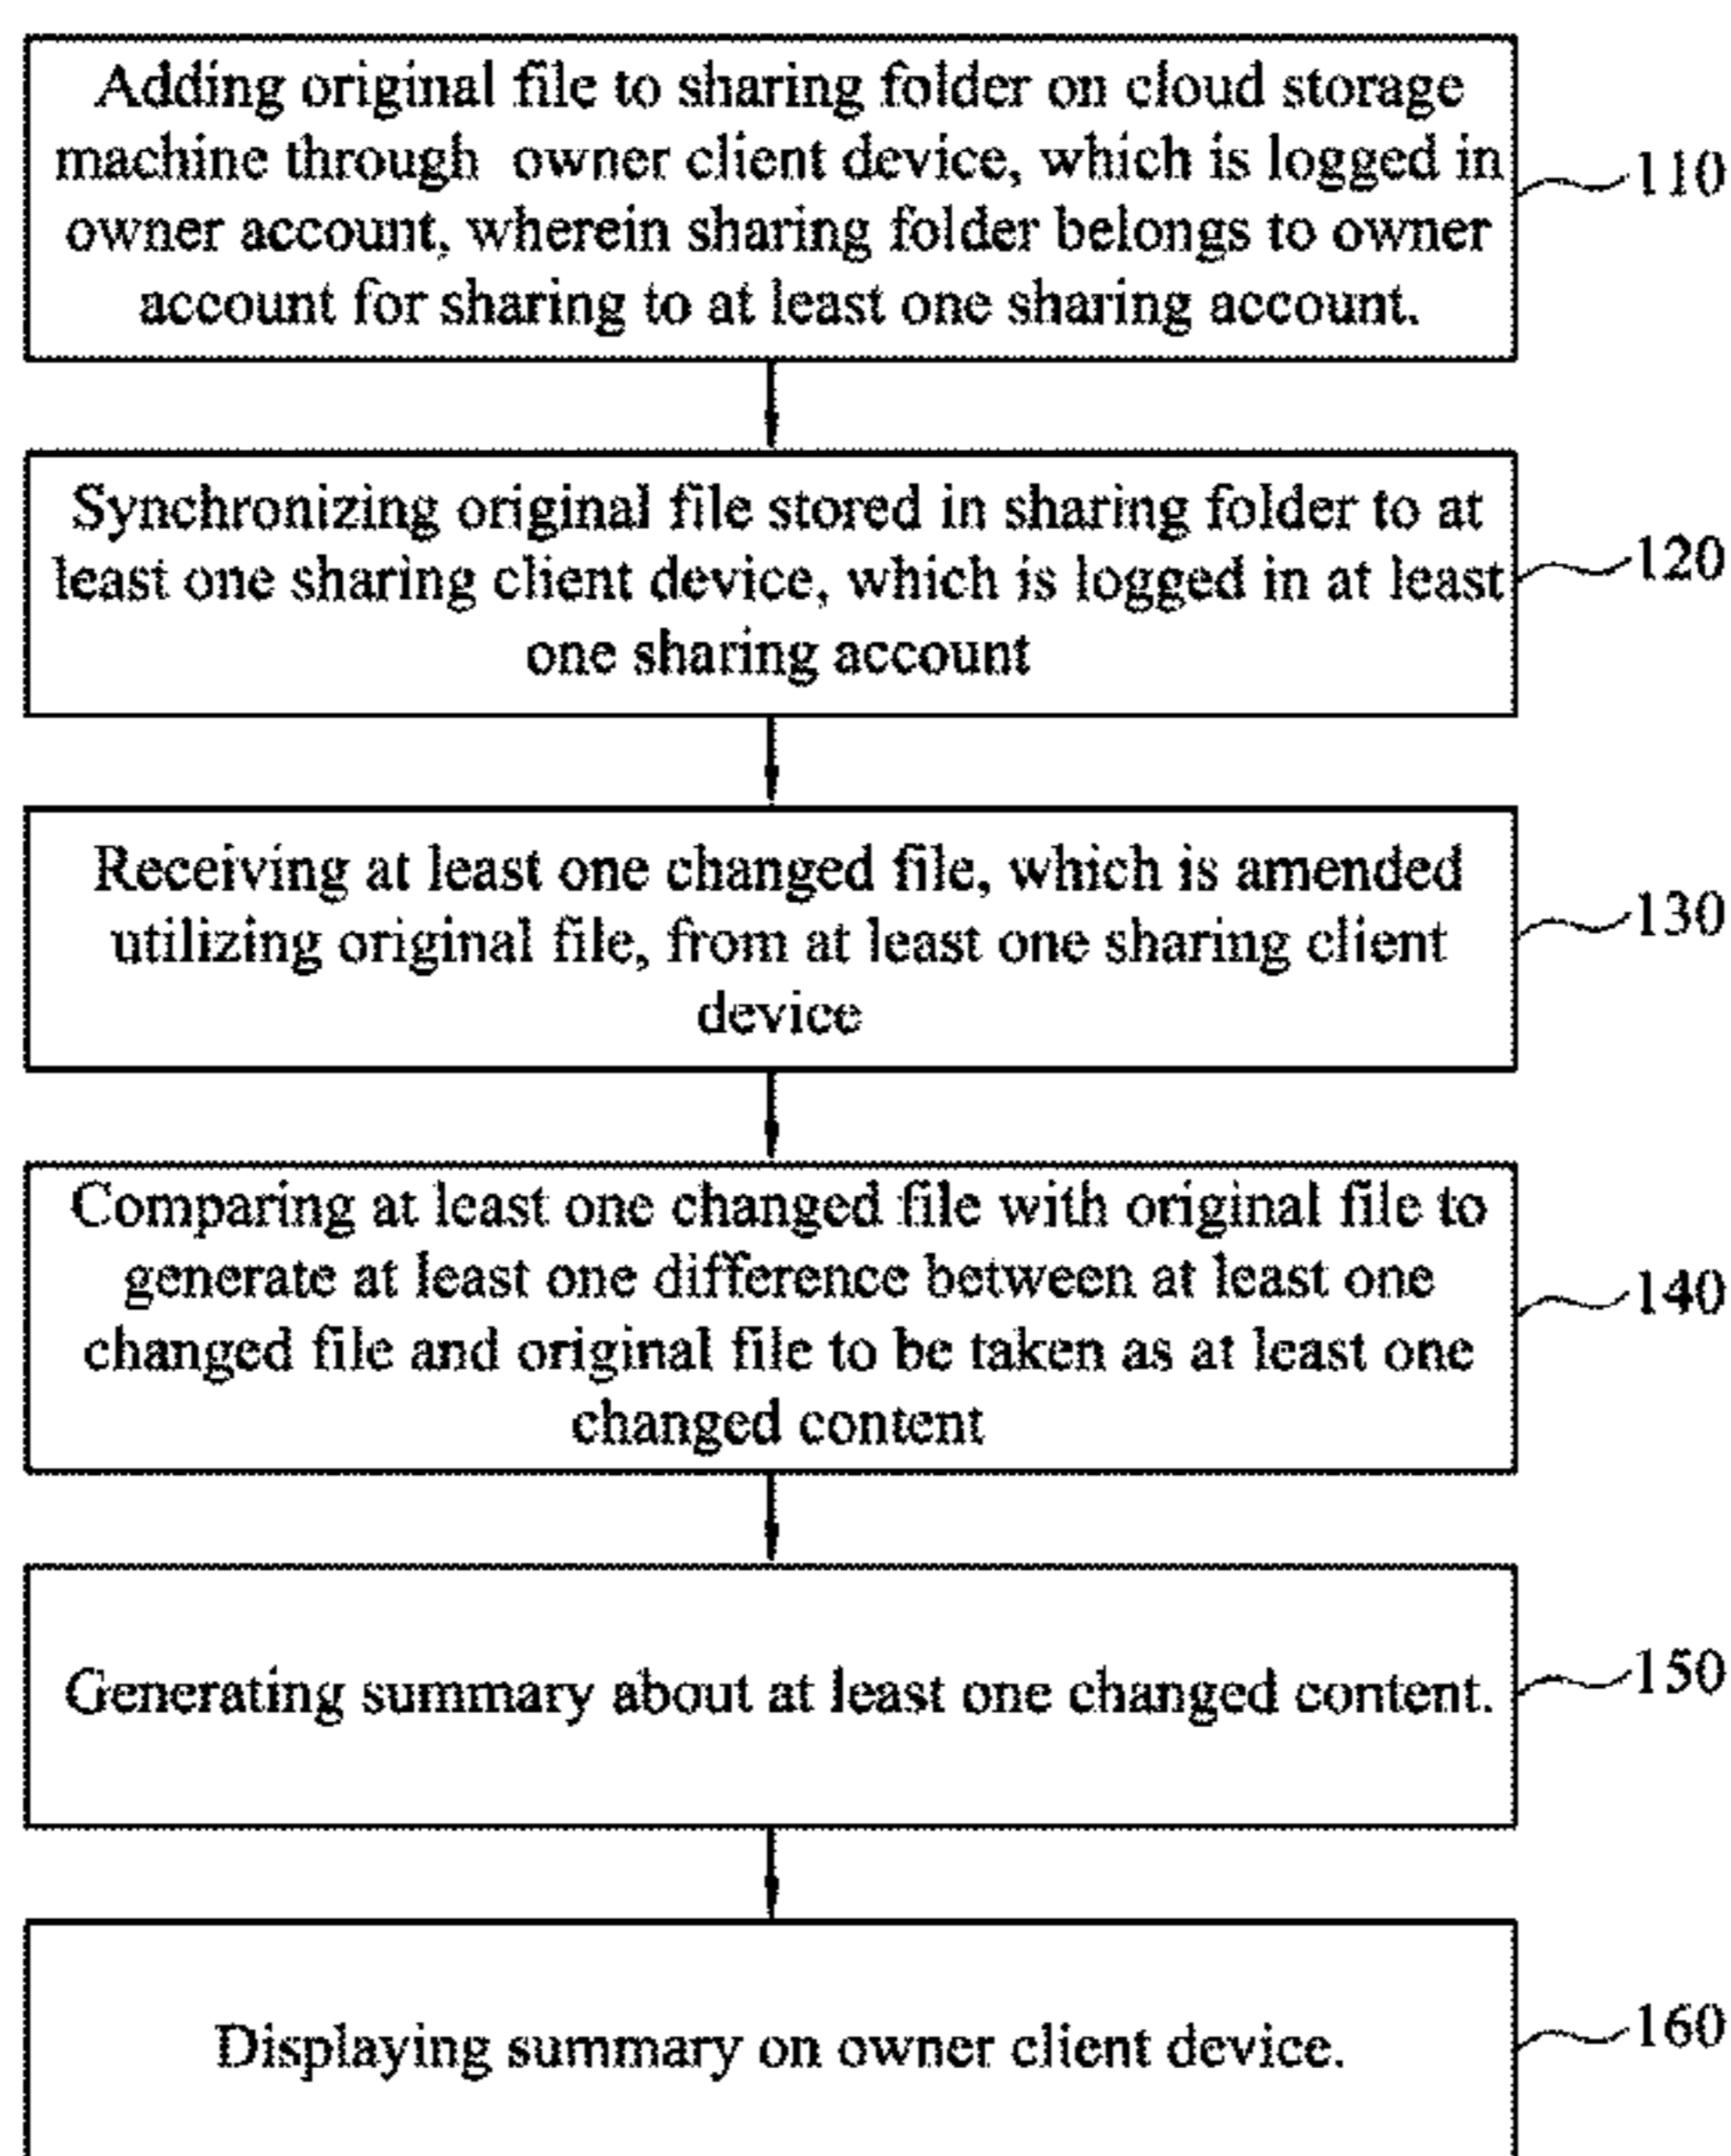 Adding original file to sharing folder on cloud storage
machine through owner client device, which is logged in
owner account, wherein sharing folder belongs to owner
account for sharing to at least one sharing account.
110
Synchronizing original file stored in sharing folder to at
least one sharing client device, which is logged in at least
one sharing account
120
Receiving at least one changed file, which is amended
utilizing original file, from at least one sharing client
device
130
Comparing at least one changed file with original file to
generate at least one difference between at least one
changed file and original file to be taken as at least one
changed content
140
Generating summary about at least one changed content.
150
Displaying summary on owner client device.
160